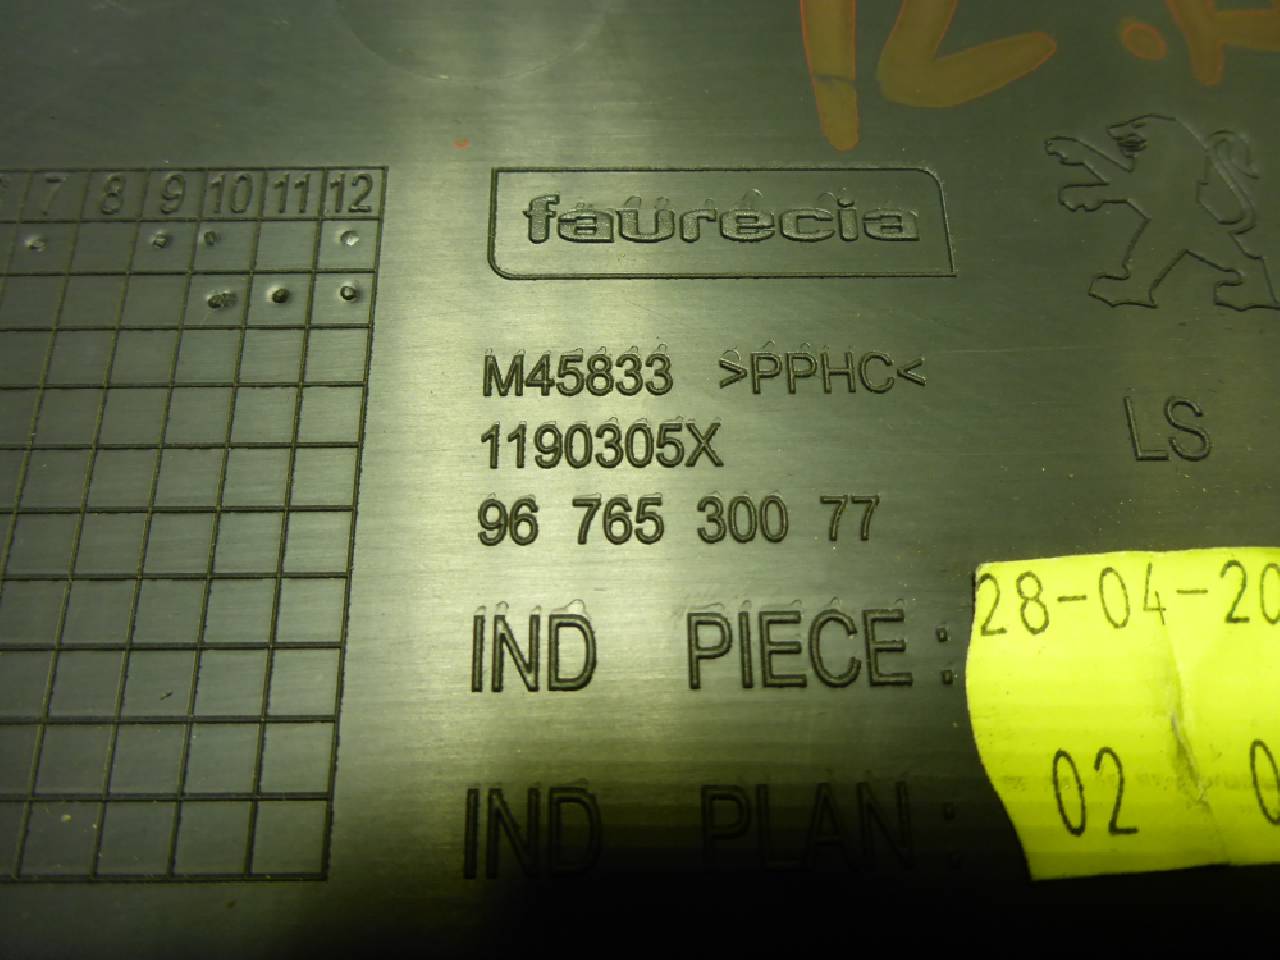 7 8 9 10 11 12
faurecia
M45833 >PPHC<
1190305X
LS
96 765 300 77
28-04-20
IND PIECE :
02 0
IND PLAN :